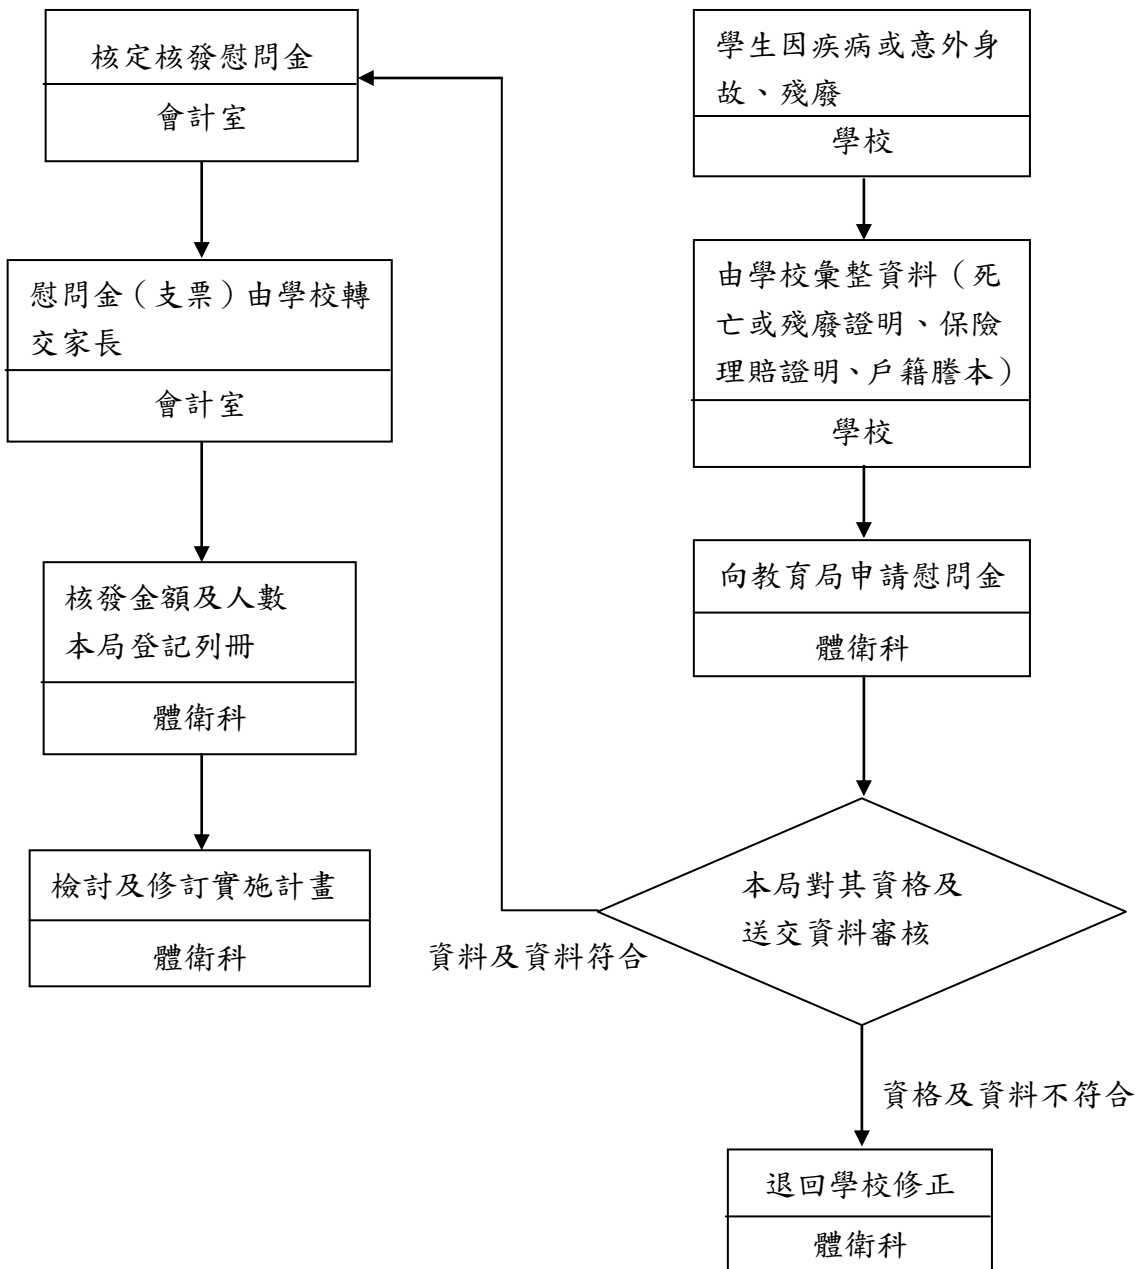 核定核發慰問金
會計室
慰問金（支票）由學校轉
交家長
會計室
核發金額及人數
本局登記列冊
體衛科
檢討及修訂實施計畫
體衛科
學生因疾病或意外身
故、殘廢
學校
由學校彙整資料（死
亡或殘廢證明、保險
理賠證明、戶籍謄本）
學校
向教育局申請慰問金
體衛科
本局對其資格及
送交資料審核
資料及資料符合
資格及資料不符合
退回學校修正
體衛科